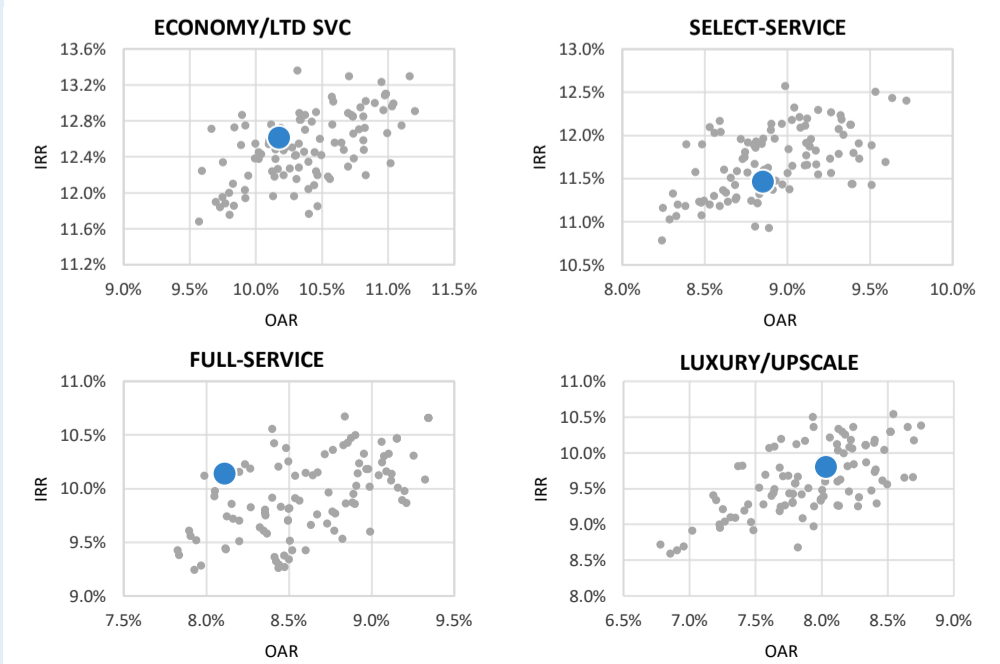 ECONOMY/LTD SVC
13.6%
13.2%
12.8%
12.4%
12.0%
11.6%
11.2%
IRR
9.0% 9.5% 10.0% 10.5% 11.0% 11.5%
OAR
SELECT-SERVICE
13.0%
12.5%
12.0%
11.5%
11.0%
10.5%
IRR
8.0% 8.5% 9.0% 9.5% 10.0%
OAR
FULL-SERVICE
11.0%
10.5%
10.0%
9.5%
9.0%
IRR
7.5% 8.0% 8.5% 9.0% 9.5%
OAR
LUXURY/UPSCALE
11.0%
10.5%
10.0%
9.5%
9.0%
8.5%
8.0%
IRR
6.5% 7.0% 7.5% 8.0% 8.5% 9.0%
OAR